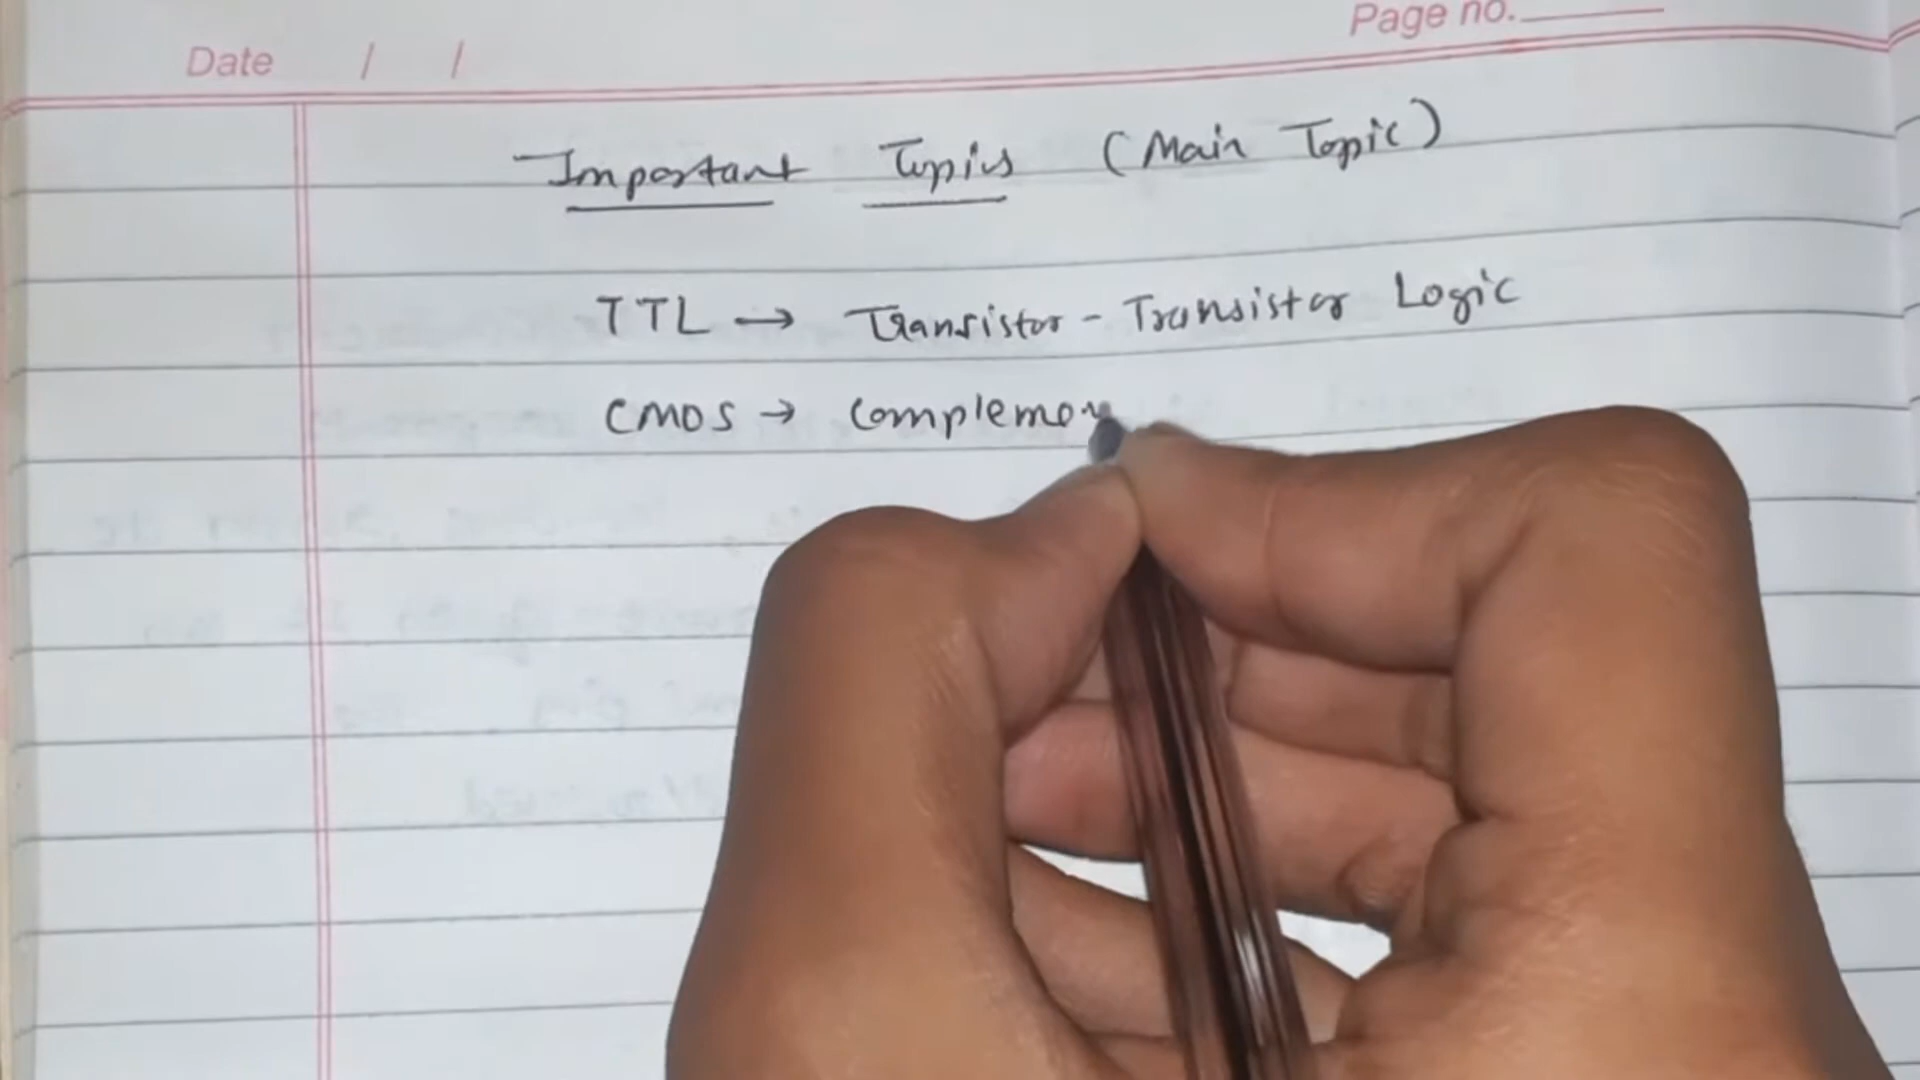 Page no.
Date / /
Important Topics (Main Topic)
TTL → Transistor - Transistor Logic
CMOS → Complemen